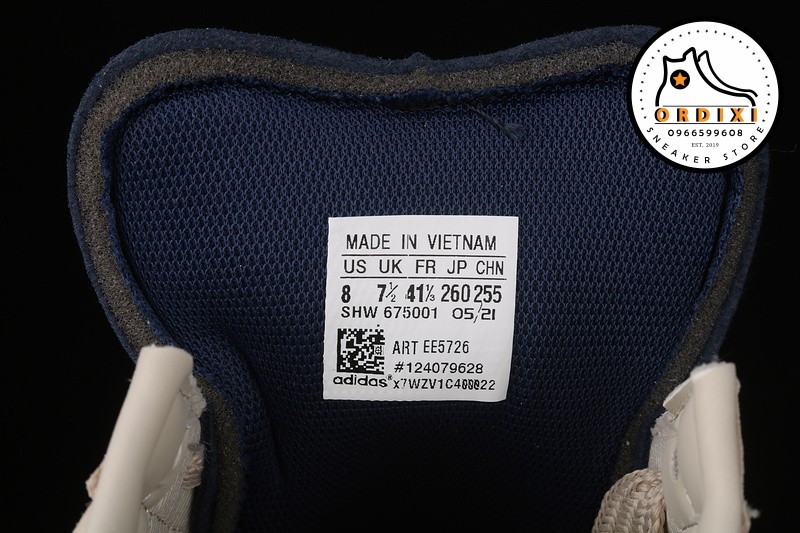 ORDIXI
0966599608
EST. 2019
SNEAKER STORE
MADE IN VIETNAM
US UK FR JP CHN
8 7½ 41⅓ 260 255
SHW 675001 05/21
ART EE5726
#124079628
adidas® x7WZV1C400022